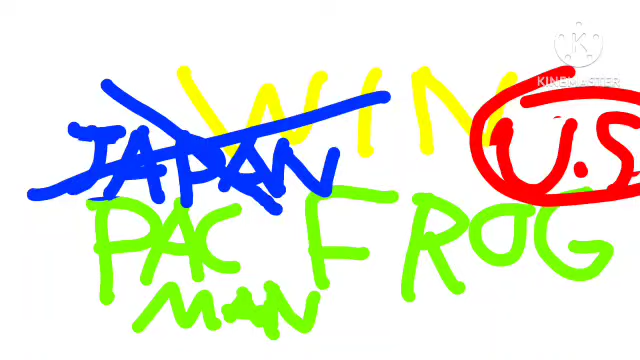 KINEMASTER
WIN
JAPAN U.S
PAC FROG
MAN